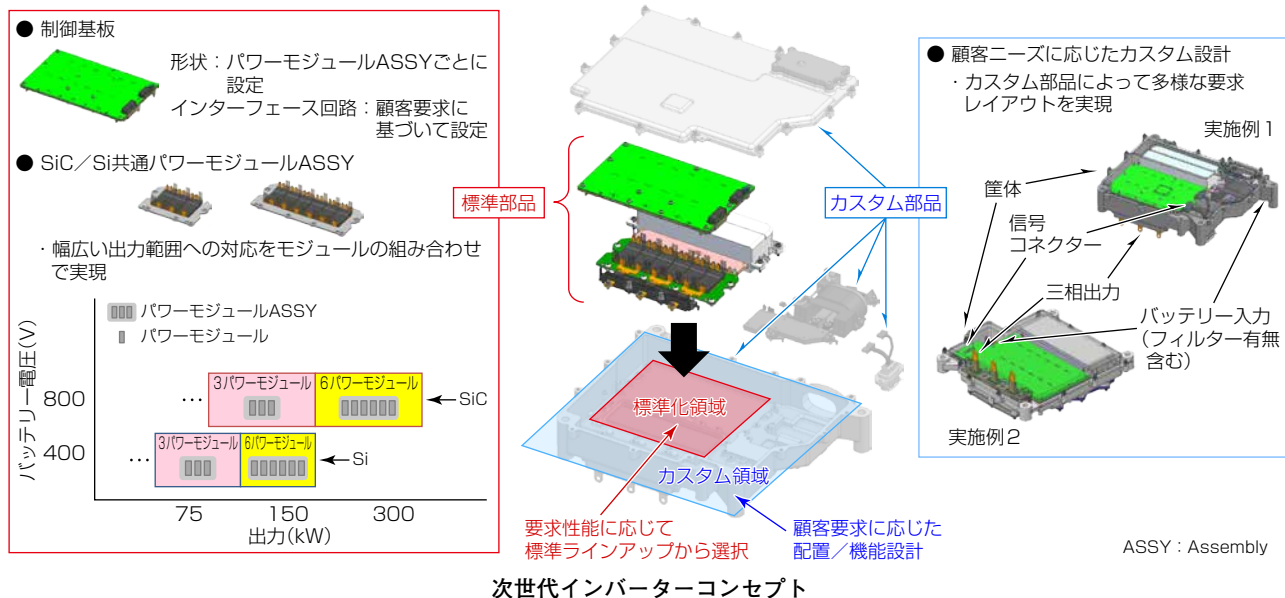 ● 制御基板
形状：パワーモジュールASSYごとに
設定
インターフェース回路：顧客要求に
基づいて設定
● SiC／Si共通パワーモジュールASSY
・幅広い出力範囲への対応をモジュールの組み合わせ
で実現
パワーモジュールASSY
パワーモジュール
バッテリー電圧(V)
800
400
…
3パワーモジュール
6パワーモジュール
SiC
…
3パワーモジュール
6パワーモジュール
Si
75
150
300
出力(kW)
標準部品
カスタム部品
標準化領域
カスタム領域
要求性能に応じて
標準ラインアップから選択
顧客要求に応じた
配置／機能設計
● 顧客ニーズに応じたカスタム設計
・カスタム部品によって多様な要求
レイアウトを実現
実施例1
筐体
信号
コネクター
三相出力
バッテリー入力
(フィルター有無
含む)
実施例2
ASSY：Assembly
次世代インバーターコンセプト